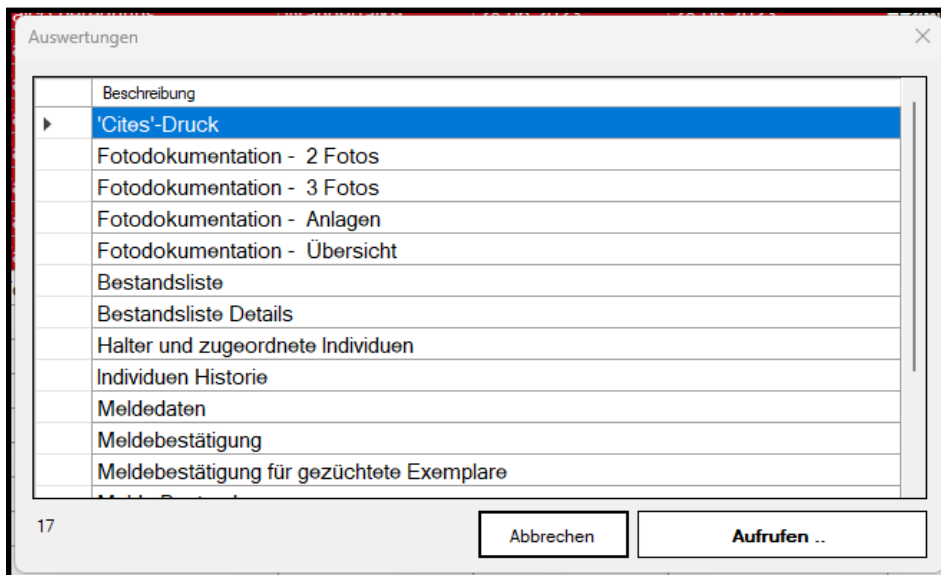 Auswertungen
Beschreibung
'Cites'-Druck
Fotodokumentation - 2 Fotos
Fotodokumentation - 3 Fotos
Fotodokumentation - Anlagen
Fotodokumentation - Übersicht
Bestandsliste
Bestandsliste Details
Halter und zugeordnete Individuen
Individuen Historie
Meldedaten
Meldebestätigung
Meldebestätigung für gezüchtete Exemplare
17
Abbrechen
Aufrufen ..